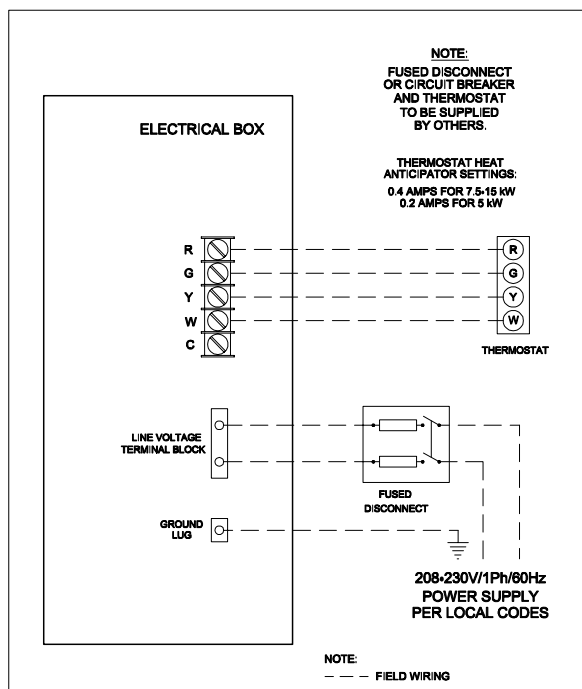 NOTE:
FUSED DISCONNECT
OR CIRCUIT BREAKER
AND THERMOSTAT
TO BE SUPPLIED
BY OTHERS.
ELECTRICAL BOX
THERMOSTAT HEAT
ANTICIPATOR SETTINGS:
0.4 AMPS FOR 7.5-15 kW
0.2 AMPS FOR 5 kW
R
G
Y
W
C
R
G
Y
W
THERMOSTAT
LINE VOLTAGE
TERMINAL BLOCK
FUSED
DISCONNECT
GROUND
LUG
208-230V/1Ph/60Hz
POWER SUPPLY
PER LOCAL CODES
NOTE:
FIELD WIRING